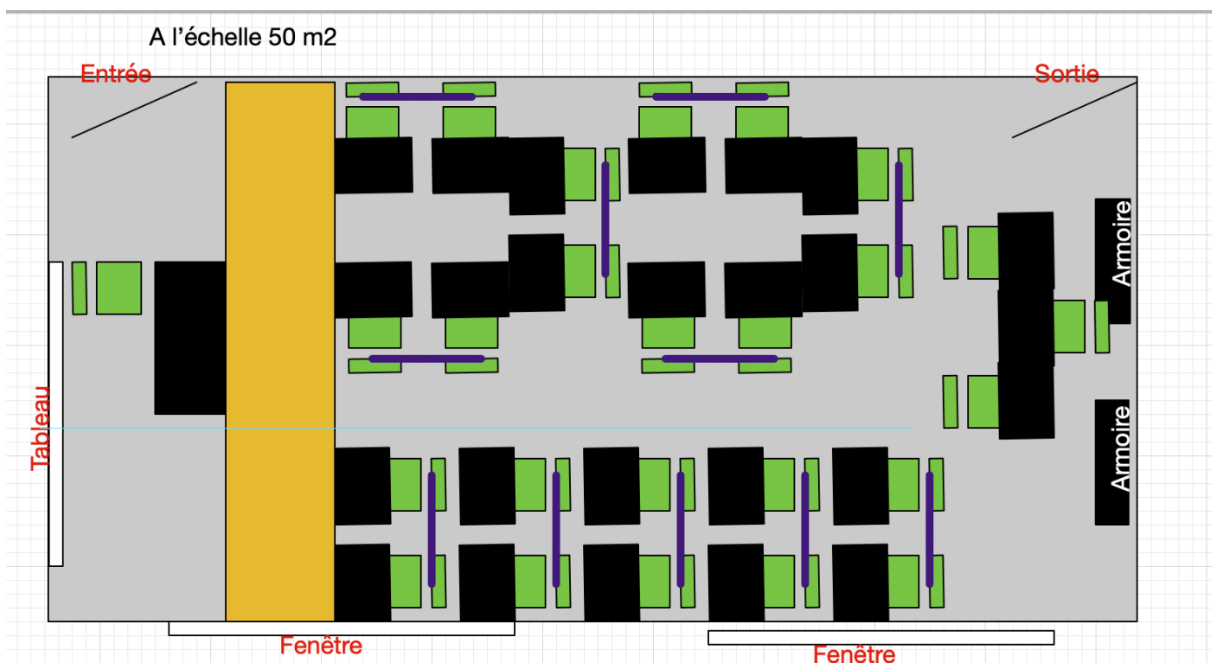 A l'échelle 50 m2
Entrée
Sortie
Armoire
Tableau
Armoire
Fenêtre
Fenêtre